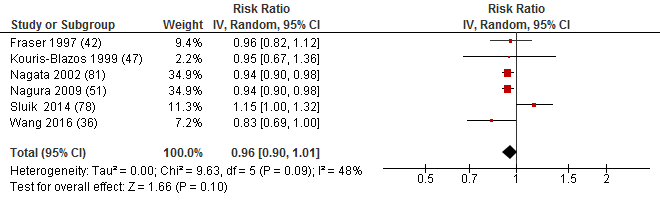 Risk Ratio Risk Ratio
Study or Subgroup Weight IV, Random, 95% CI IV, Random, 95% CI
Fraser 1997 (42) 9.4% 0.96 [0.82, 1.12]
Kouris-Blazos 1999 (47) 2.2% 0.95 [0.67, 1.36]
Nagata 2002 (81) 34.9% 0.94 [0.90, 0.98]
Nagura 2009 (51) 34.9% 0.94 [0.90, 0.98]
Sluik 2014 (78) 11.3% 1.15 [1.00, 1.32]
Wang 2016 (36) 7.2% 0.83 [0.69, 1.00]
Total (95% CI) 100.0% 0.96 [0.90, 1.01]
Heterogeneity: Tau² = 0.00; Chi² = 9.63, df = 5 (P = 0.09); I² = 48%
Test for overall effect: Z = 1.66 (P = 0.10)
0.5 0.7 1 1.5 2